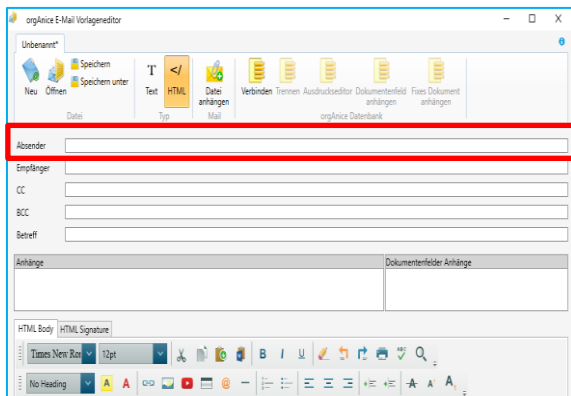 orgAnice E-Mail Vorlageneditor
Unbenannt*
Neu Öffnen Speichern Speichern unter
Datei
T Text </ HTML
Typ
Datei anhängen
Mail
Verbinden Trennen Ausdruckseditor Dokumentenfeld anhängen Fixes Dokument anhängen
orgAnice Datenbank
Absender
Empfänger
CC
BCC
Betreff
Anhänge Dokumentenfelder Anhänge
HTML Body HTML Signature
Times New Ro 12pt B I U ABC
No Heading A A @ A A A